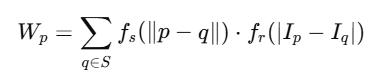 W_p = \sum_{q \in S} f_s(\|p - q\|) \cdot f_r(|I_p - I_q|)